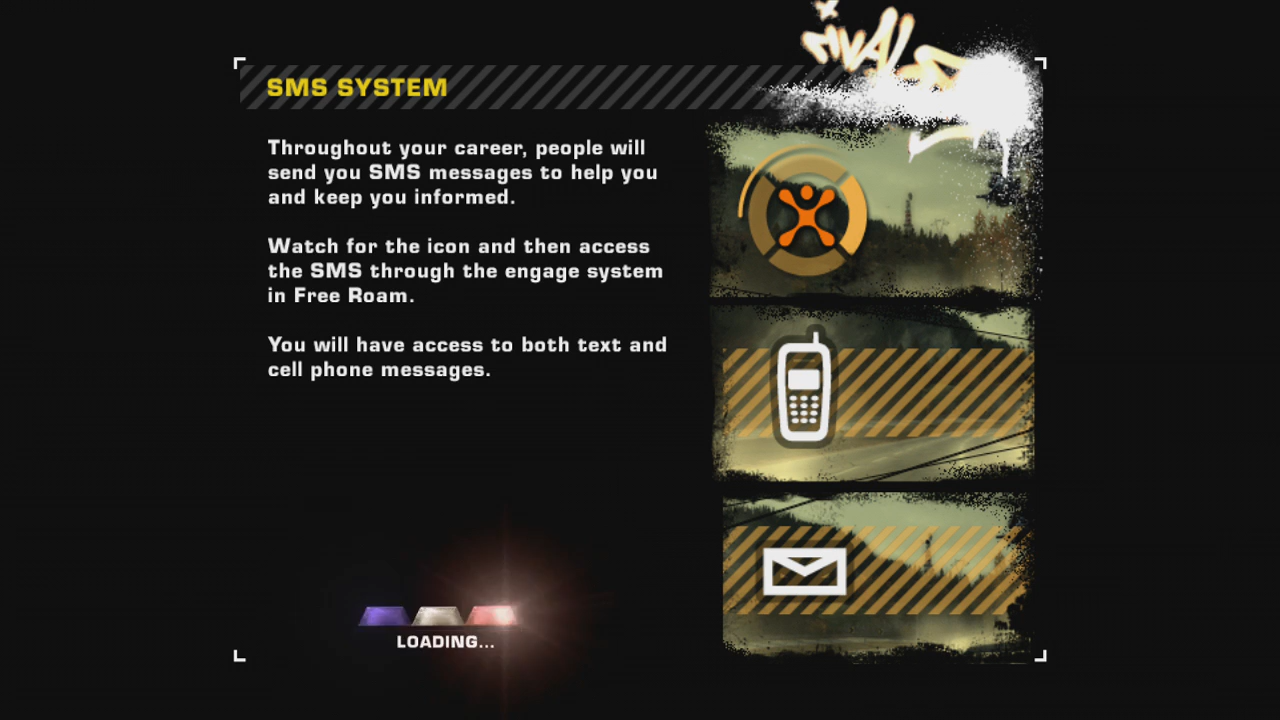 RIVALS
SMS SYSTEM
Throughout your career, people will
send you SMS messages to help you
and keep you informed.
Watch for the icon and then access
the SMS through the engage system
in Free Roam.
You will have access to both text and
cell phone messages.
LOADING...